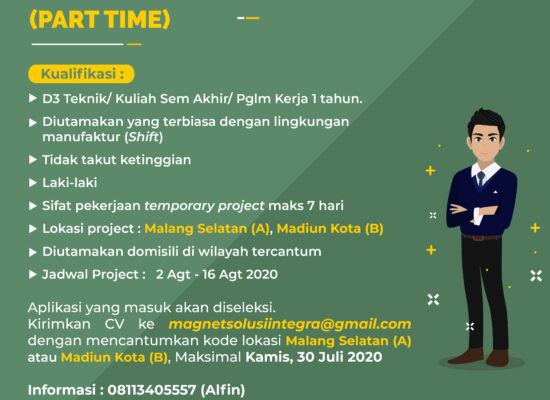 (PART TIME)
Kualifikasi :
D3 Teknik/ Kuliah Sem Akhir/ Pglm Kerja 1 tahun.
Diutamakan yang terbiasa dengan lingkungan
manufaktur (Shift)
Tidak takut ketinggian
Laki-laki
Sifat pekerjaan temporary project maks 7 hari
Lokasi project : Malang Selatan (A), Madiun Kota (B)
Diutamakan domisili di wilayah tercantum
Jadwal Project : 2 Agt - 16 Agt 2020
Aplikasi yang masuk akan diseleksi.
Kirimkan CV ke magnetsolusiintegra@gmail.com
dengan mencantumkan kode lokasi Malang Selatan (A)
atau Madiun Kota (B), Maksimal Kamis, 30 Juli 2020
Informasi : 08113405557 (Alfin)